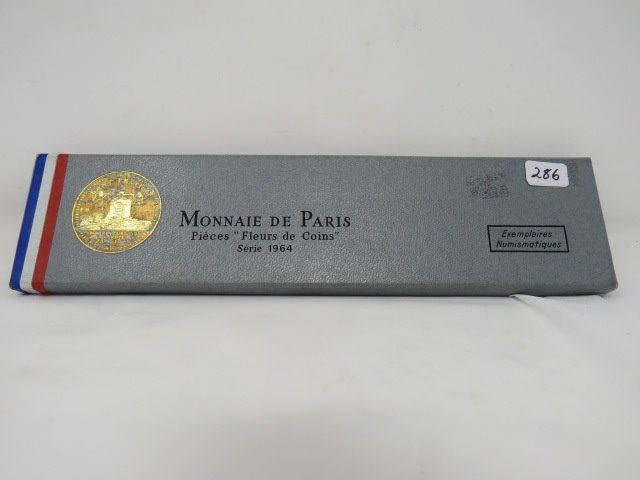 MONNAIE DE PARIS
Pièces "Fleurs de Coins"
Série 1964
286
Exemplaires
Numismatiques